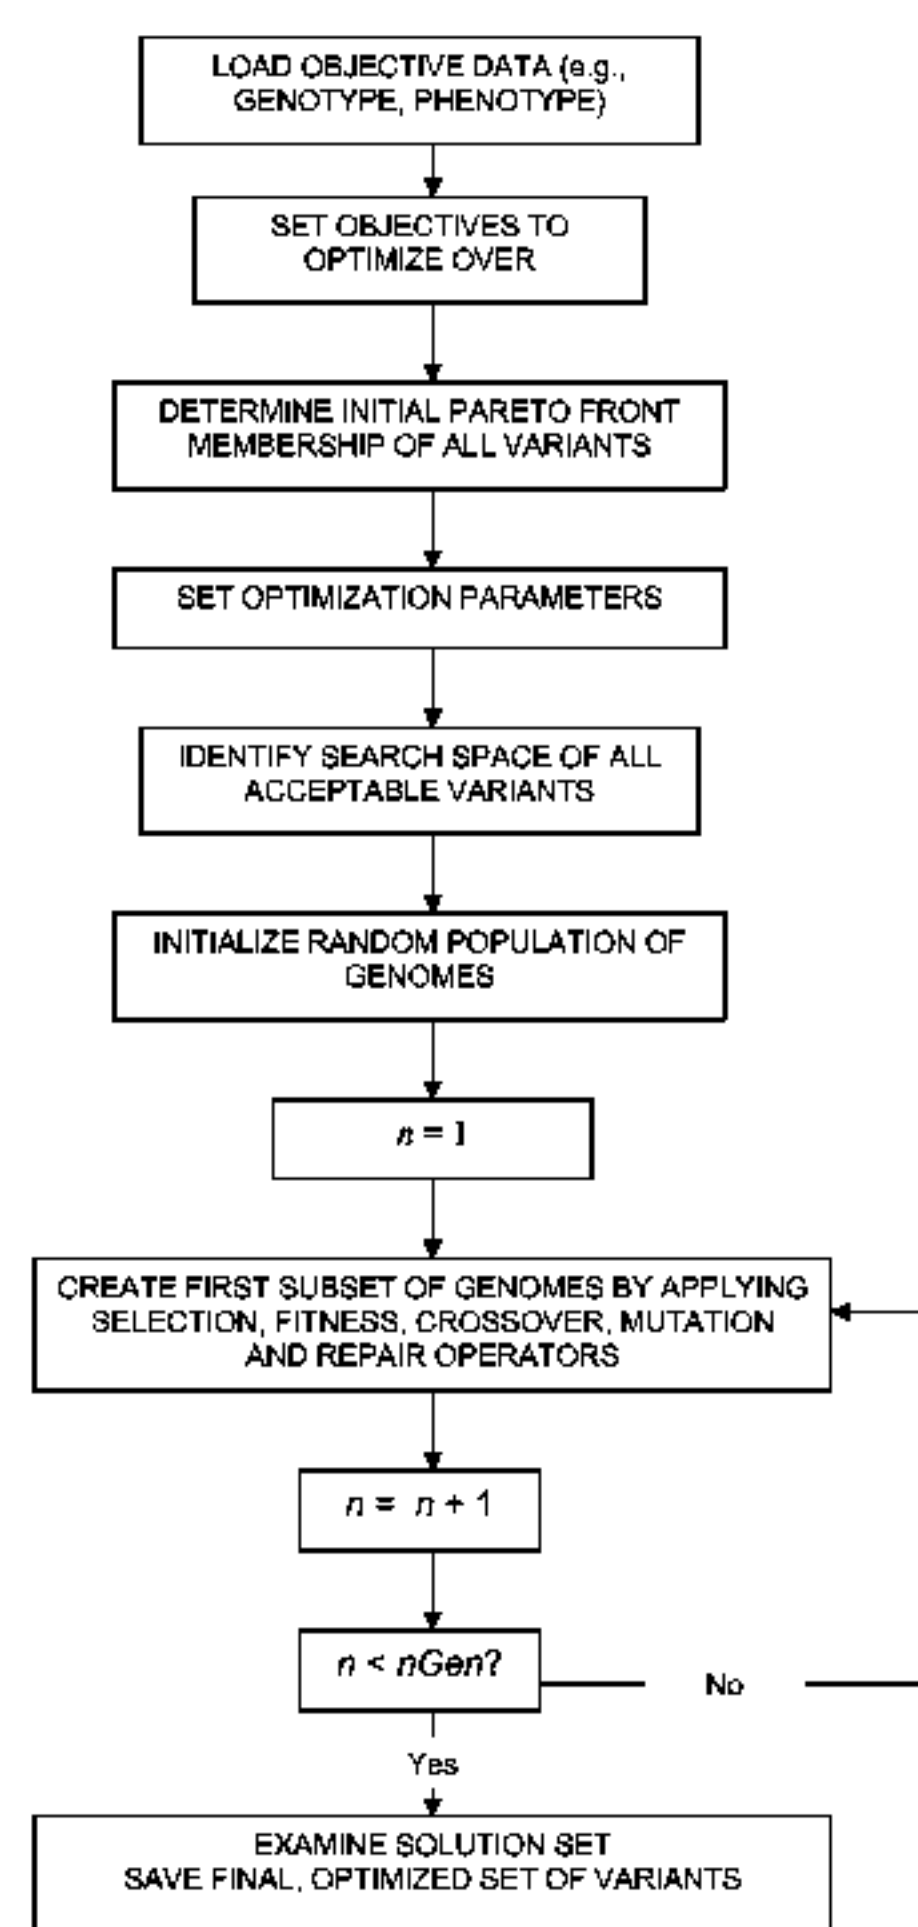 LOAD OBJECTIVE DATA (e.g.,
GENOTYPE, PHENOTYPE)
SET OBJECTIVES TO
OPTIMIZE OVER
DETERMINE INITIAL PARETO FRONT
MEMBERSHIP OF ALL VARIANTS
SET OPTIMIZATION PARAMETERS
IDENTIFY SEARCH SPACE OF ALL
ACCEPTABLE VARIANTS
INITIALIZE RANDOM POPULATION OF
GENOMES
n = 1
CREATE FIRST SUBSET OF GENOMES BY APPLYING
SELECTION, FITNESS, CROSSOVER, MUTATION
AND REPAIR OPERATORS
n = n + 1
n < nGen?
No
Yes
EXAMINE SOLUTION SET
SAVE FINAL, OPTIMIZED SET OF VARIANTS